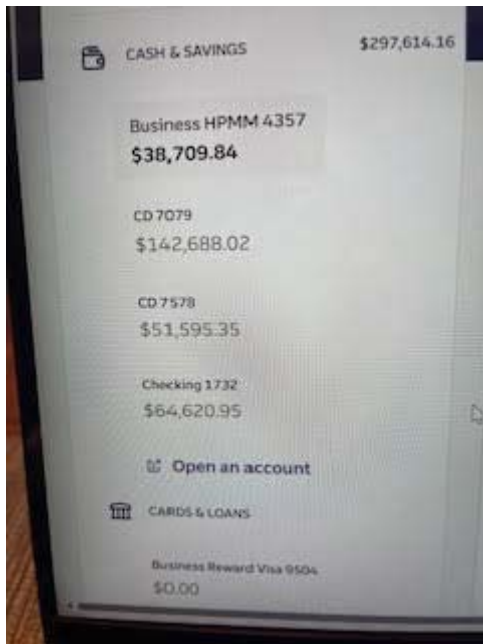 CASH & SAVINGS $297,614.16
Business HPMM 4357
$38,709.84
CD 7079
$142,688.02
CD 7578
$51,595.35
Checking 1732
$64,620.95
Open an account
CARDS & LOANS
Business Reward Visa 9504
$0.00